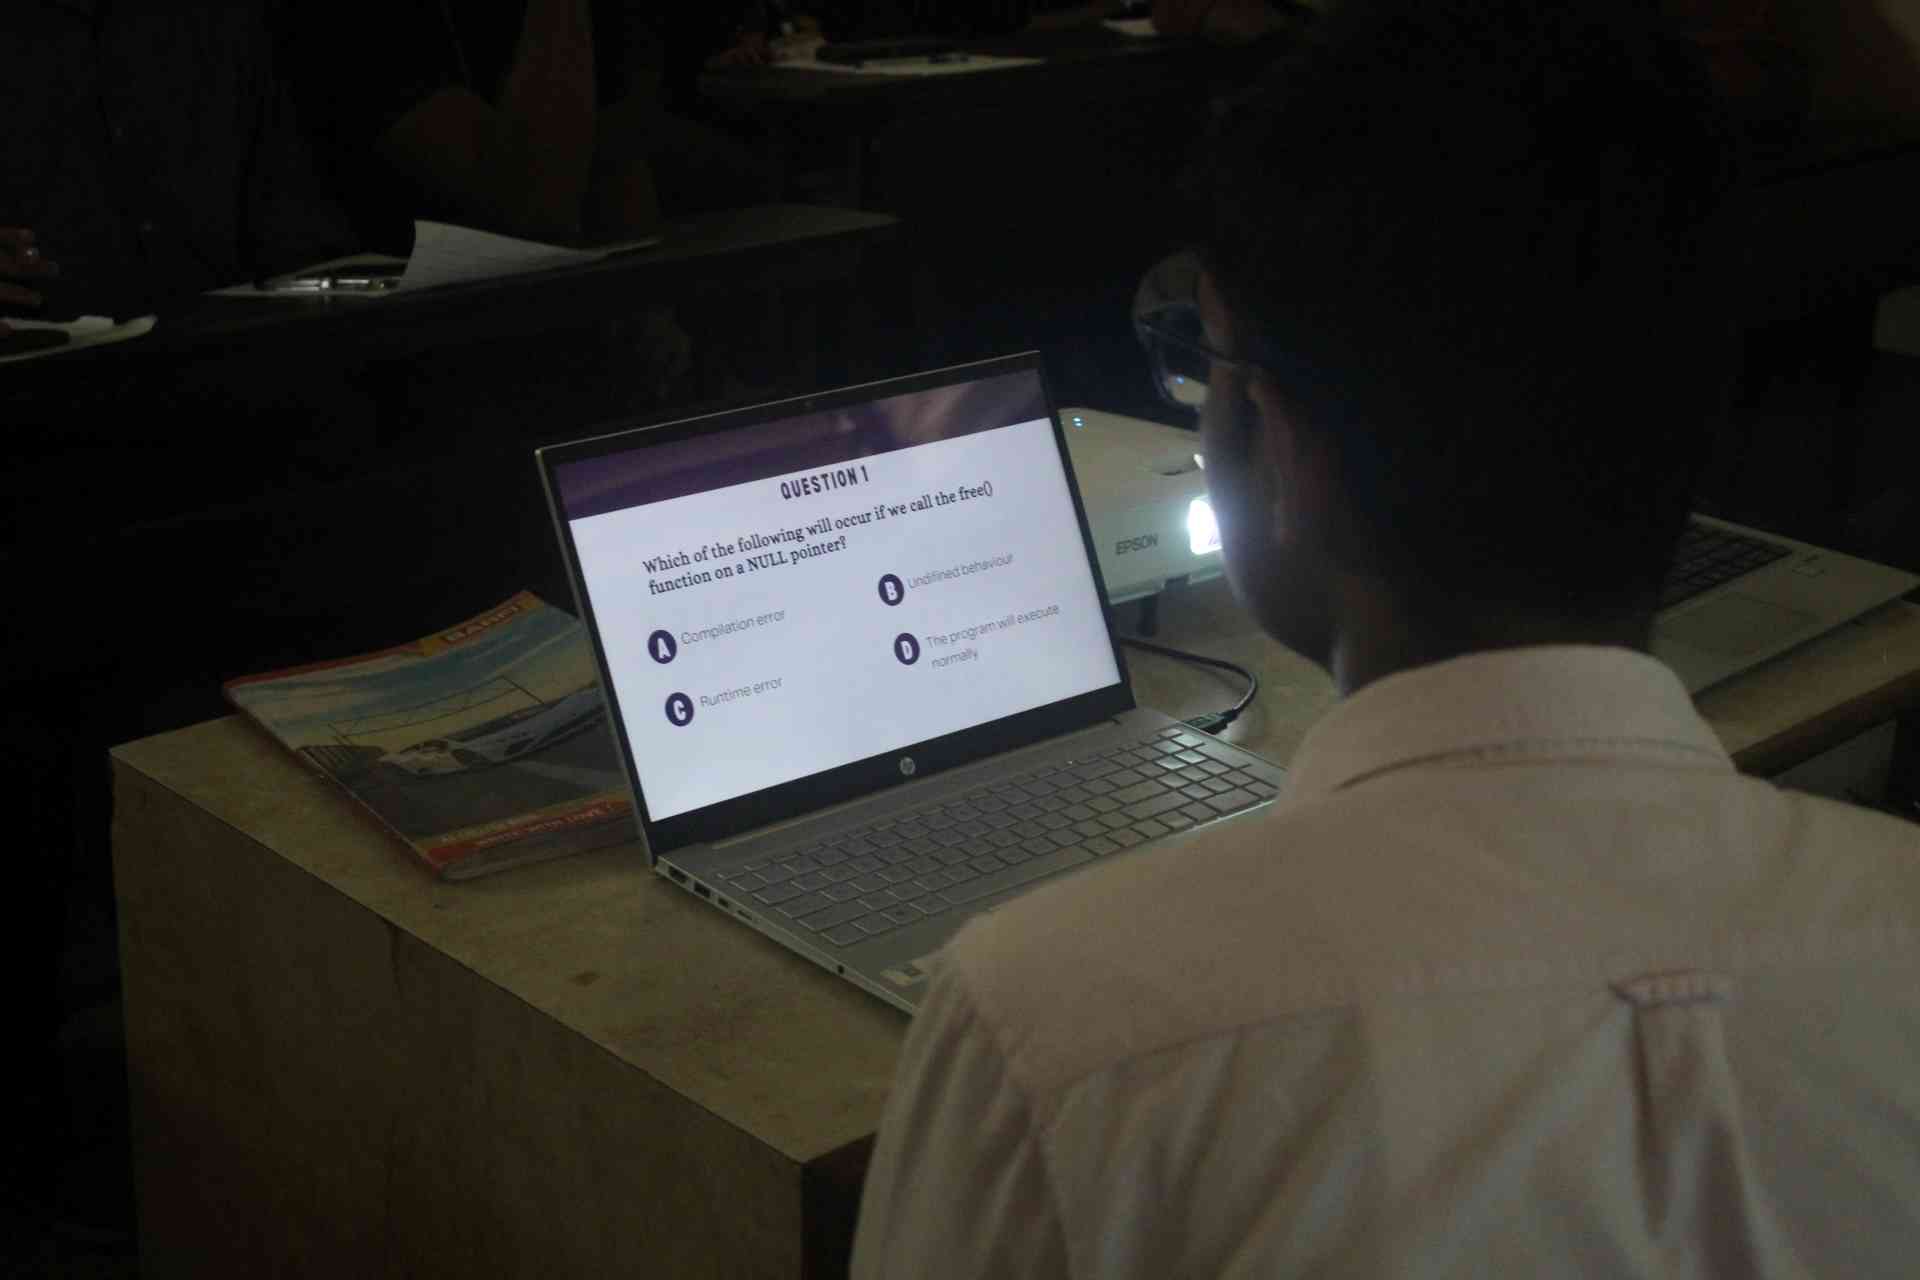 QUESTION 1
Which of the following will occur if we call the free()
function on a NULL pointer?
A Compilation error
B Undifined behaviour
C Runtime error
D The program will execute
normally
hp
EPSON